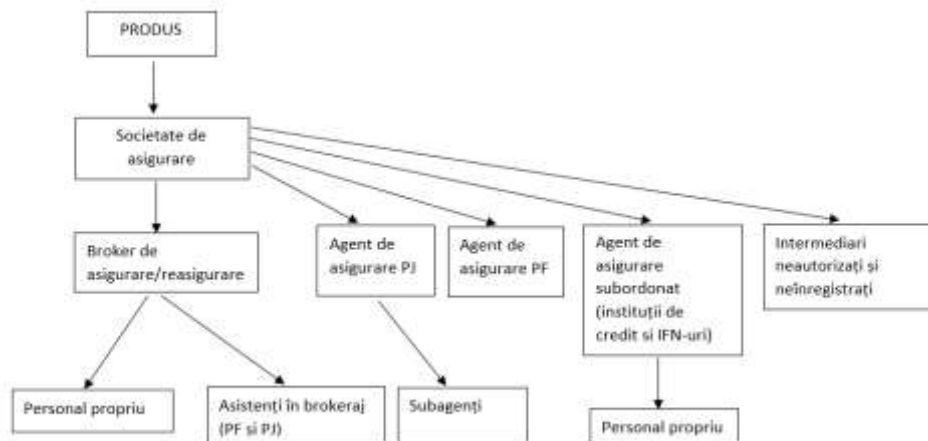 PRODUS
Societate de
asigurare
Broker de
asigurare/reasigurare
Agent de
asigurare PJ
Agent de
asigurare PF
Agent de
asigurare
subordonat
(instituții de
credit si IFN-uri)
Intermediari
neautorizați și
neînregistrați
Personal propriu
Asistenți în brokeraj
(PF si PJ)
Subagenți
Personal propriu